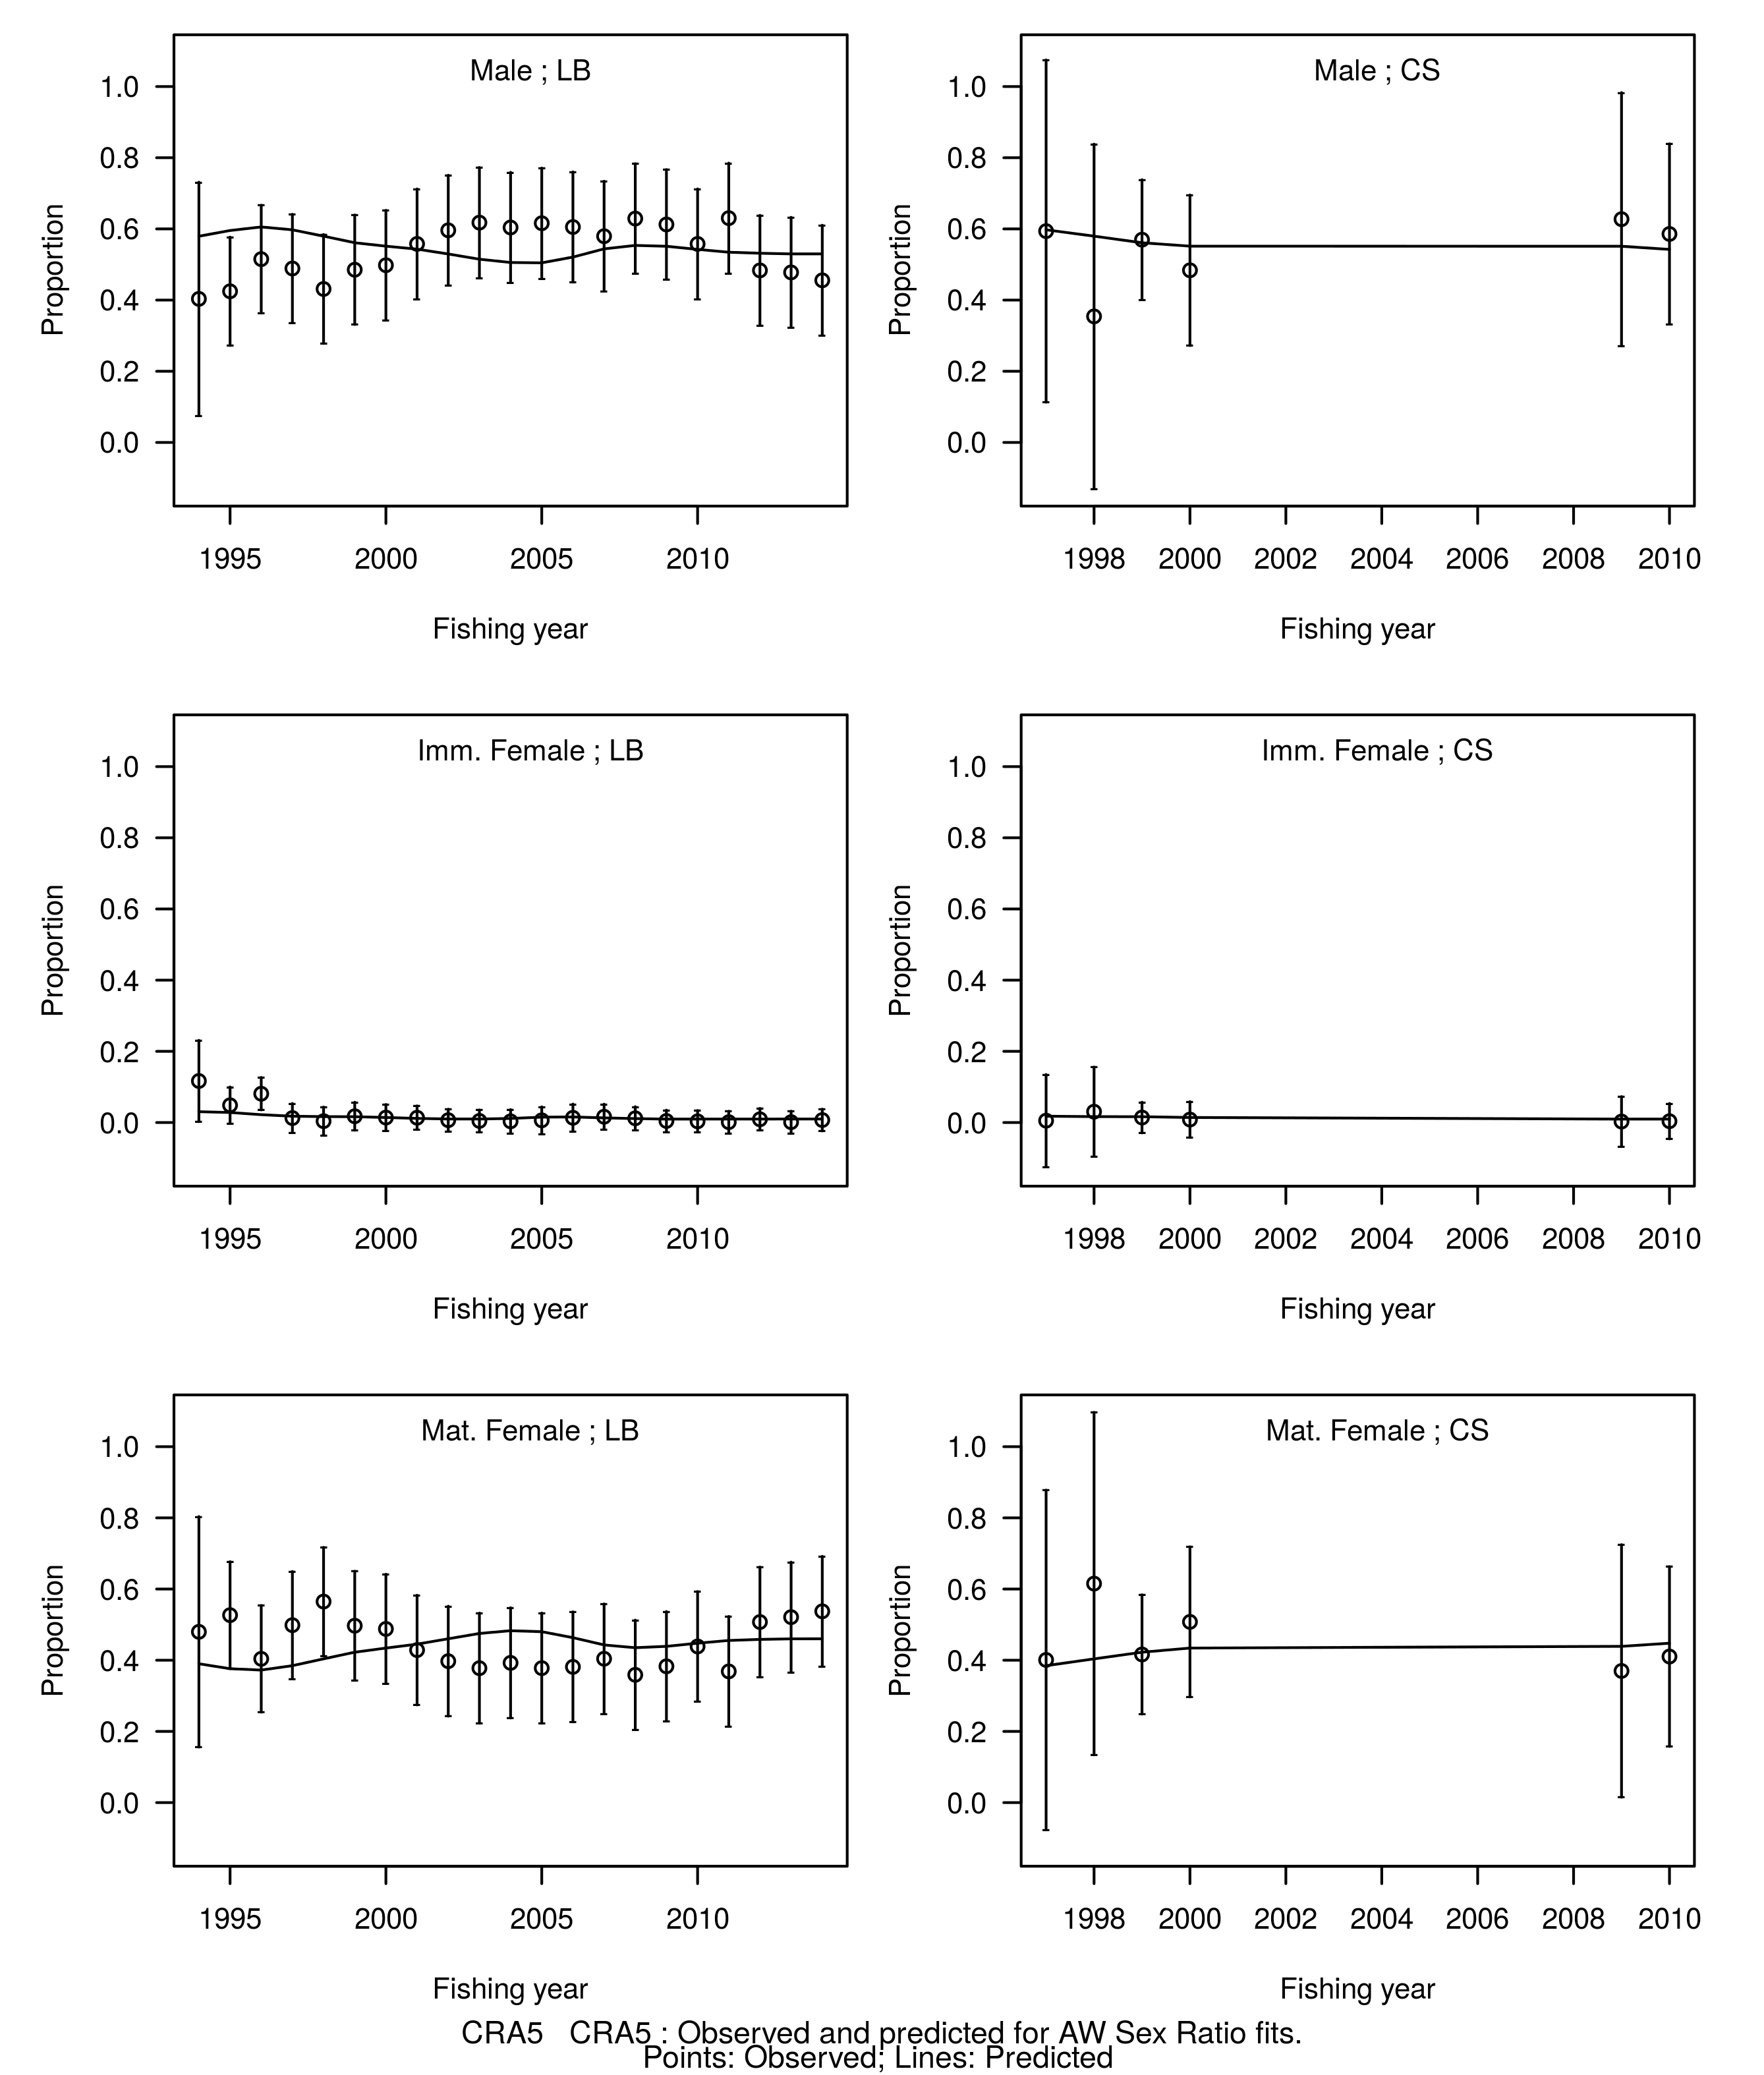 Male ; LB
1.0
0.8
0.6
0.4
0.2
0.0
Proportion
1995 2000 2005 2010
Fishing year
Male ; CS
1.0
0.8
0.6
0.4
0.2
0.0
Proportion
1998 2000 2002 2004 2006 2008 2010
Fishing year
Imm. Female ; LB
1.0
0.8
0.6
0.4
0.2
0.0
Proportion
1995 2000 2005 2010
Fishing year
Imm. Female ; CS
1.0
0.8
0.6
0.4
0.2
0.0
Proportion
1998 2000 2002 2004 2006 2008 2010
Fishing year
Mat. Female ; LB
1.0
0.8
0.6
0.4
0.2
0.0
Proportion
1995 2000 2005 2010
Fishing year
Mat. Female ; CS
1.0
0.8
0.6
0.4
0.2
0.0
Proportion
1998 2000 2002 2004 2006 2008 2010
Fishing year
CRA5 CRA5 : Observed and predicted for AW Sex Ratio fits.
Points: Observed; Lines: Predicted